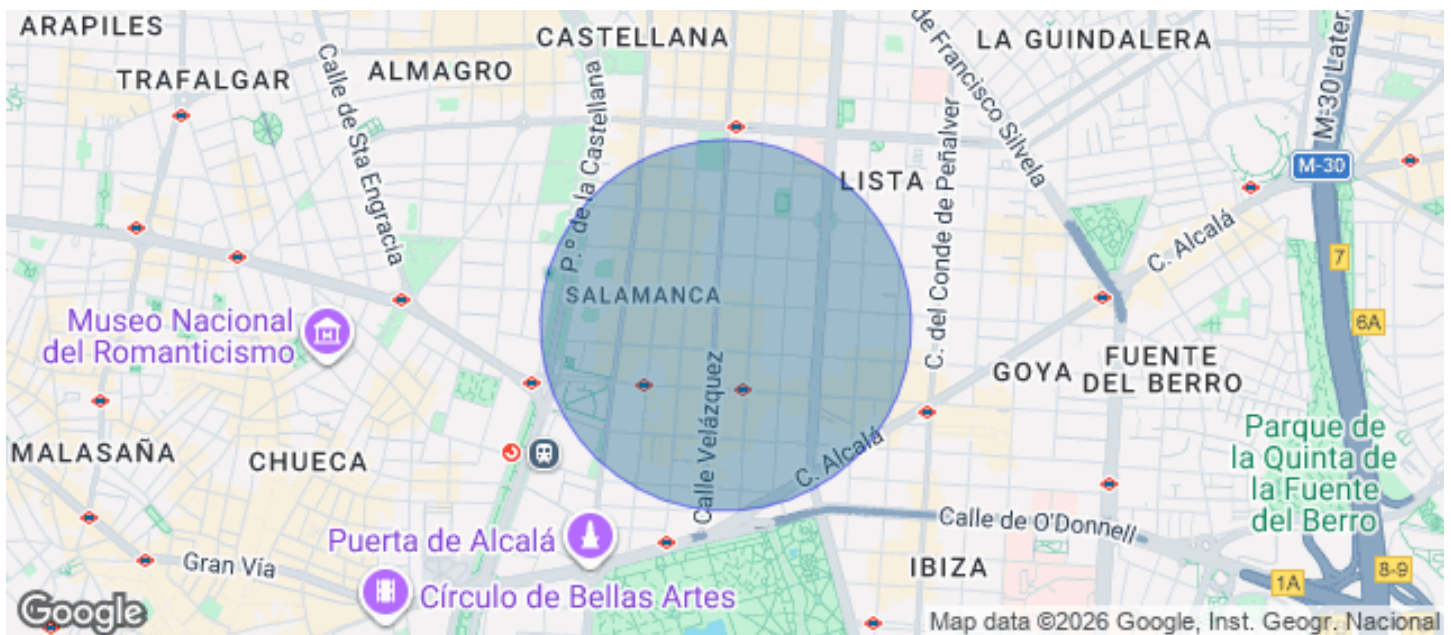 ARAPILES
CASTELLANA
LA GUINDALERA
TRAFALGAR
ALMAGRO
Calle de Sta Engracia
P.º de la Castellana
de Francisco Silvela
M-30 Latera
M-30
LISTA
C. del Conde de Peñalver
C. Alcalá
7
SALAMANCA
Museo Nacional
del Romanticismo
6A
Calle Velázquez
GOYA
FUENTE
DEL BERRO
MALASAÑA
CHUECA
C. Alcalá
Parque de
la Quinta de
la Fuente
del Berro
Puerta de Alcalá
Calle de O'Donnell
Gran Vía
IBIZA
1A
8-9
Círculo de Bellas Artes
Google
Map data ©2026 Google, Inst. Geogr. Nacional